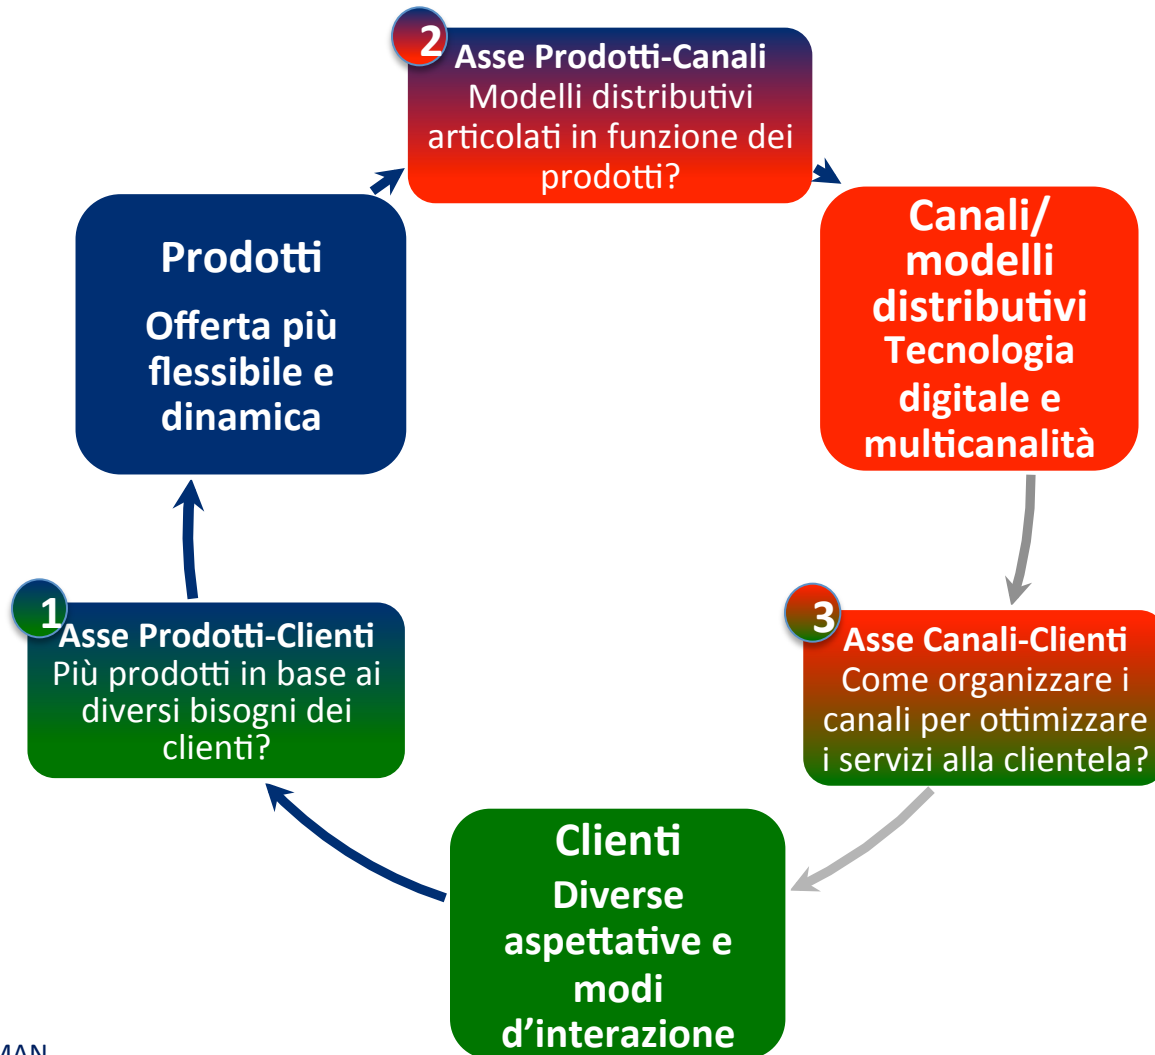 2
Asse Prodotti-Canali
Modelli distributivi
articolati in funzione dei
prodotti?
Prodotti
Offerta più
flessibile e
dinamica
Canali/
modelli
distributivi
Tecnologia
digitale e
multicanalità
1
Asse Prodotti-Clienti
Più prodotti in base ai
diversi bisogni dei
clienti?
3
Asse Canali-Clienti
Come organizzare i
canali per ottimizzare
i servizi alla clientela?
Clienti
Diverse
aspettative e
modi
d'interazione